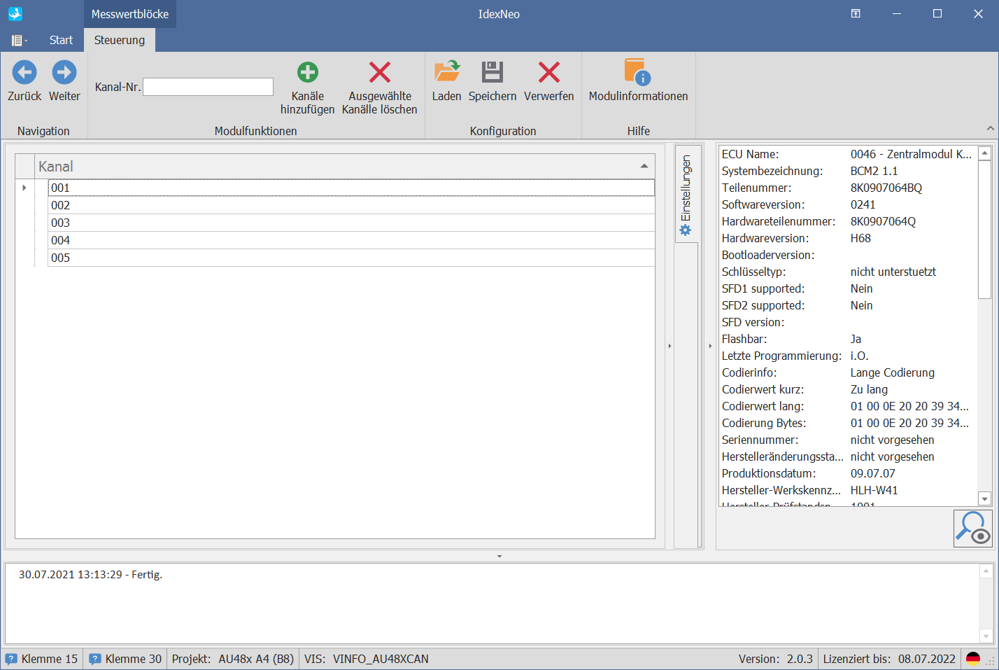 Messwertblöcke
IdexNeo
Start
Steuerung
Zurück
Weiter
Navigation
Kanal-Nr.
Kanäle
hinzufügen
Ausgewählte
Kanälle löschen
Modulfunktionen
Laden
Speichern
Verwerfen
Konfiguration
Modulinformationen
Hilfe
Kanal
001
002
003
004
005
Einstellungen
ECU Name: 0046 - Zentralmodul K...
Systembezeichnung: BCM2 1.1
Teilenummer: 8K0907064BQ
Softwareversion: 0241
Hardwareteilenummer: 8K0907064Q
Hardwareversion: H68
Bootloaderversion:
Schlüsseltyp: nicht unterstuetzt
SFD1 supported: Nein
SFD2 supported: Nein
SFD version:
Flashbar: Ja
Letzte Programmierung: i.O.
Codierinfo: Lange Codierung
Codierwert kurz: Zu lang
Codierwert lang: 01 00 0E 20 20 39 34...
Codierung Bytes: 01 00 0E 20 20 39 34...
Seriennummer: nicht vorgesehen
Herstelleränderungssta... nicht vorgesehen
Produktionsdatum: 09.07.07
Hersteller-Werkskennz... HLH-W41
Hersteller-Prüfstandsn... 1001
30.07.2021 13:13:29 - Fertig.
Klemme 15
Klemme 30
Projekt: AU48x A4 (B8)
VIS: VINFO_AU48XCAN
Version: 2.0.3
Lizenziert bis: 08.07.2022